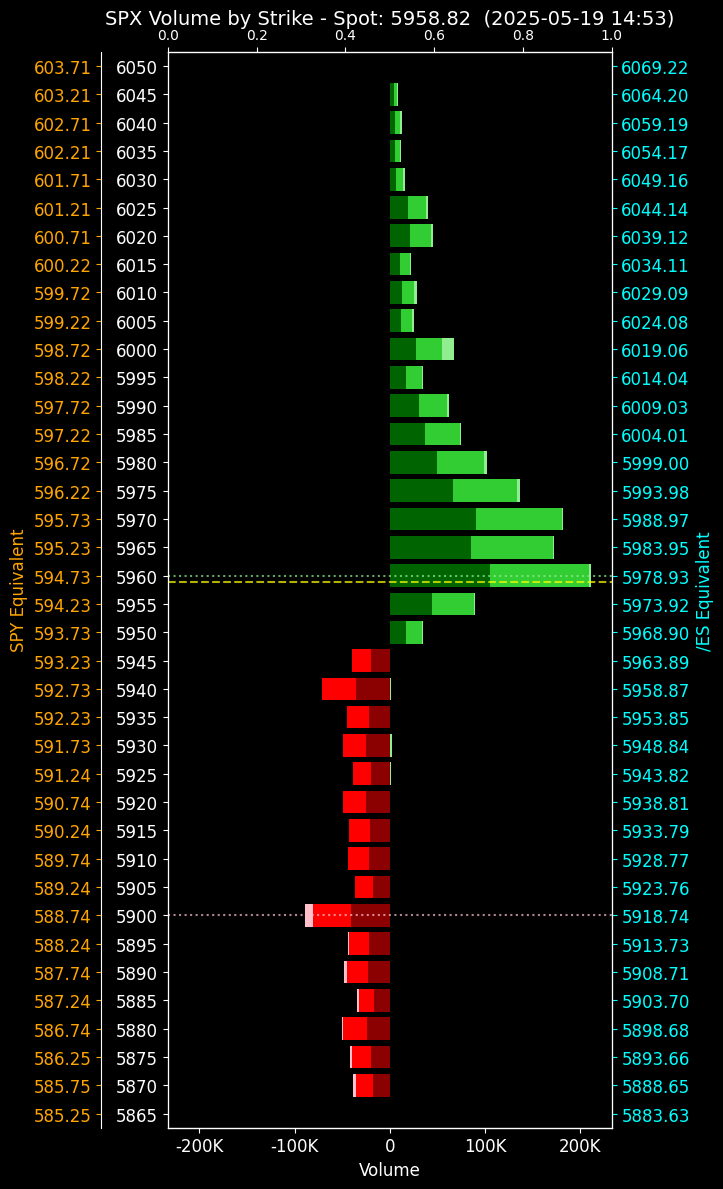 SPX Volume by Strike - Spot: 5958.82 (2025-05-19 14:53)
0.0 0.2 0.4 0.6 0.8 1.0
603.71 6050 6069.22
603.21 6045 6064.20
602.71 6040 6059.19
602.21 6035 6054.17
601.71 6030 6049.16
601.21 6025 6044.14
600.71 6020 6039.12
600.22 6015 6034.11
599.72 6010 6029.09
599.22 6005 6024.08
598.72 6000 6019.06
598.22 5995 6014.04
597.72 5990 6009.03
597.22 5985 6004.01
596.72 5980 5999.00
596.22 5975 5993.98
595.73 5970 5988.97
595.23 5965 5983.95
594.73 5960 5978.93
594.23 5955 5973.92
593.73 5950 5968.90
593.23 5945 5963.89
592.73 5940 5958.87
592.23 5935 5953.85
591.73 5930 5948.84
591.24 5925 5943.82
590.74 5920 5938.81
590.24 5915 5933.79
589.74 5910 5928.77
589.24 5905 5923.76
588.74 5900 5918.74
588.24 5895 5913.73
587.74 5890 5908.71
587.24 5885 5903.70
586.74 5880 5898.68
586.25 5875 5893.66
585.75 5870 5888.65
585.25 5865 5883.63
SPY Equivalent
/ES Equivalent
-200K -100K 0 100K 200K
Volume